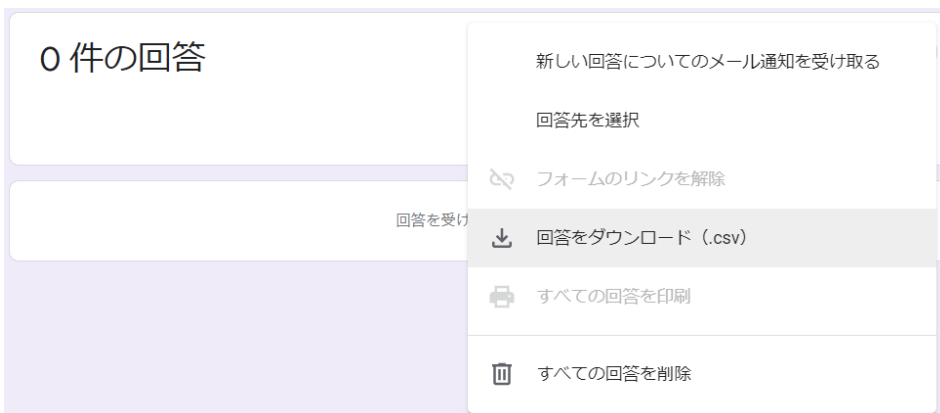 0 件の回答
新しい回答についてのメール通知を受け取る
回答先を選択
フォームのリンクを解除
回答を受け
回答をダウンロード（.csv）
すべての回答を印刷
すべての回答を削除